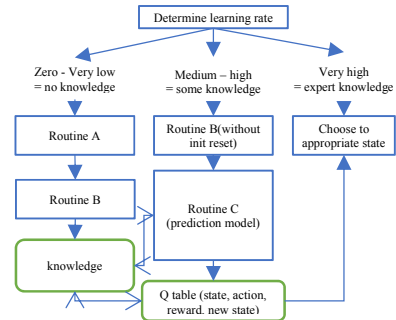 Determine learning rate
Zero - Very low
= no knowledge
Medium – high
= some knowledge
Very high
= expert knowledge
Routine A
Routine B(without
init reset)
Choose to
appropriate state
Routine B
Routine C
(prediction model)
knowledge
Q table (state, action,
reward, new state)